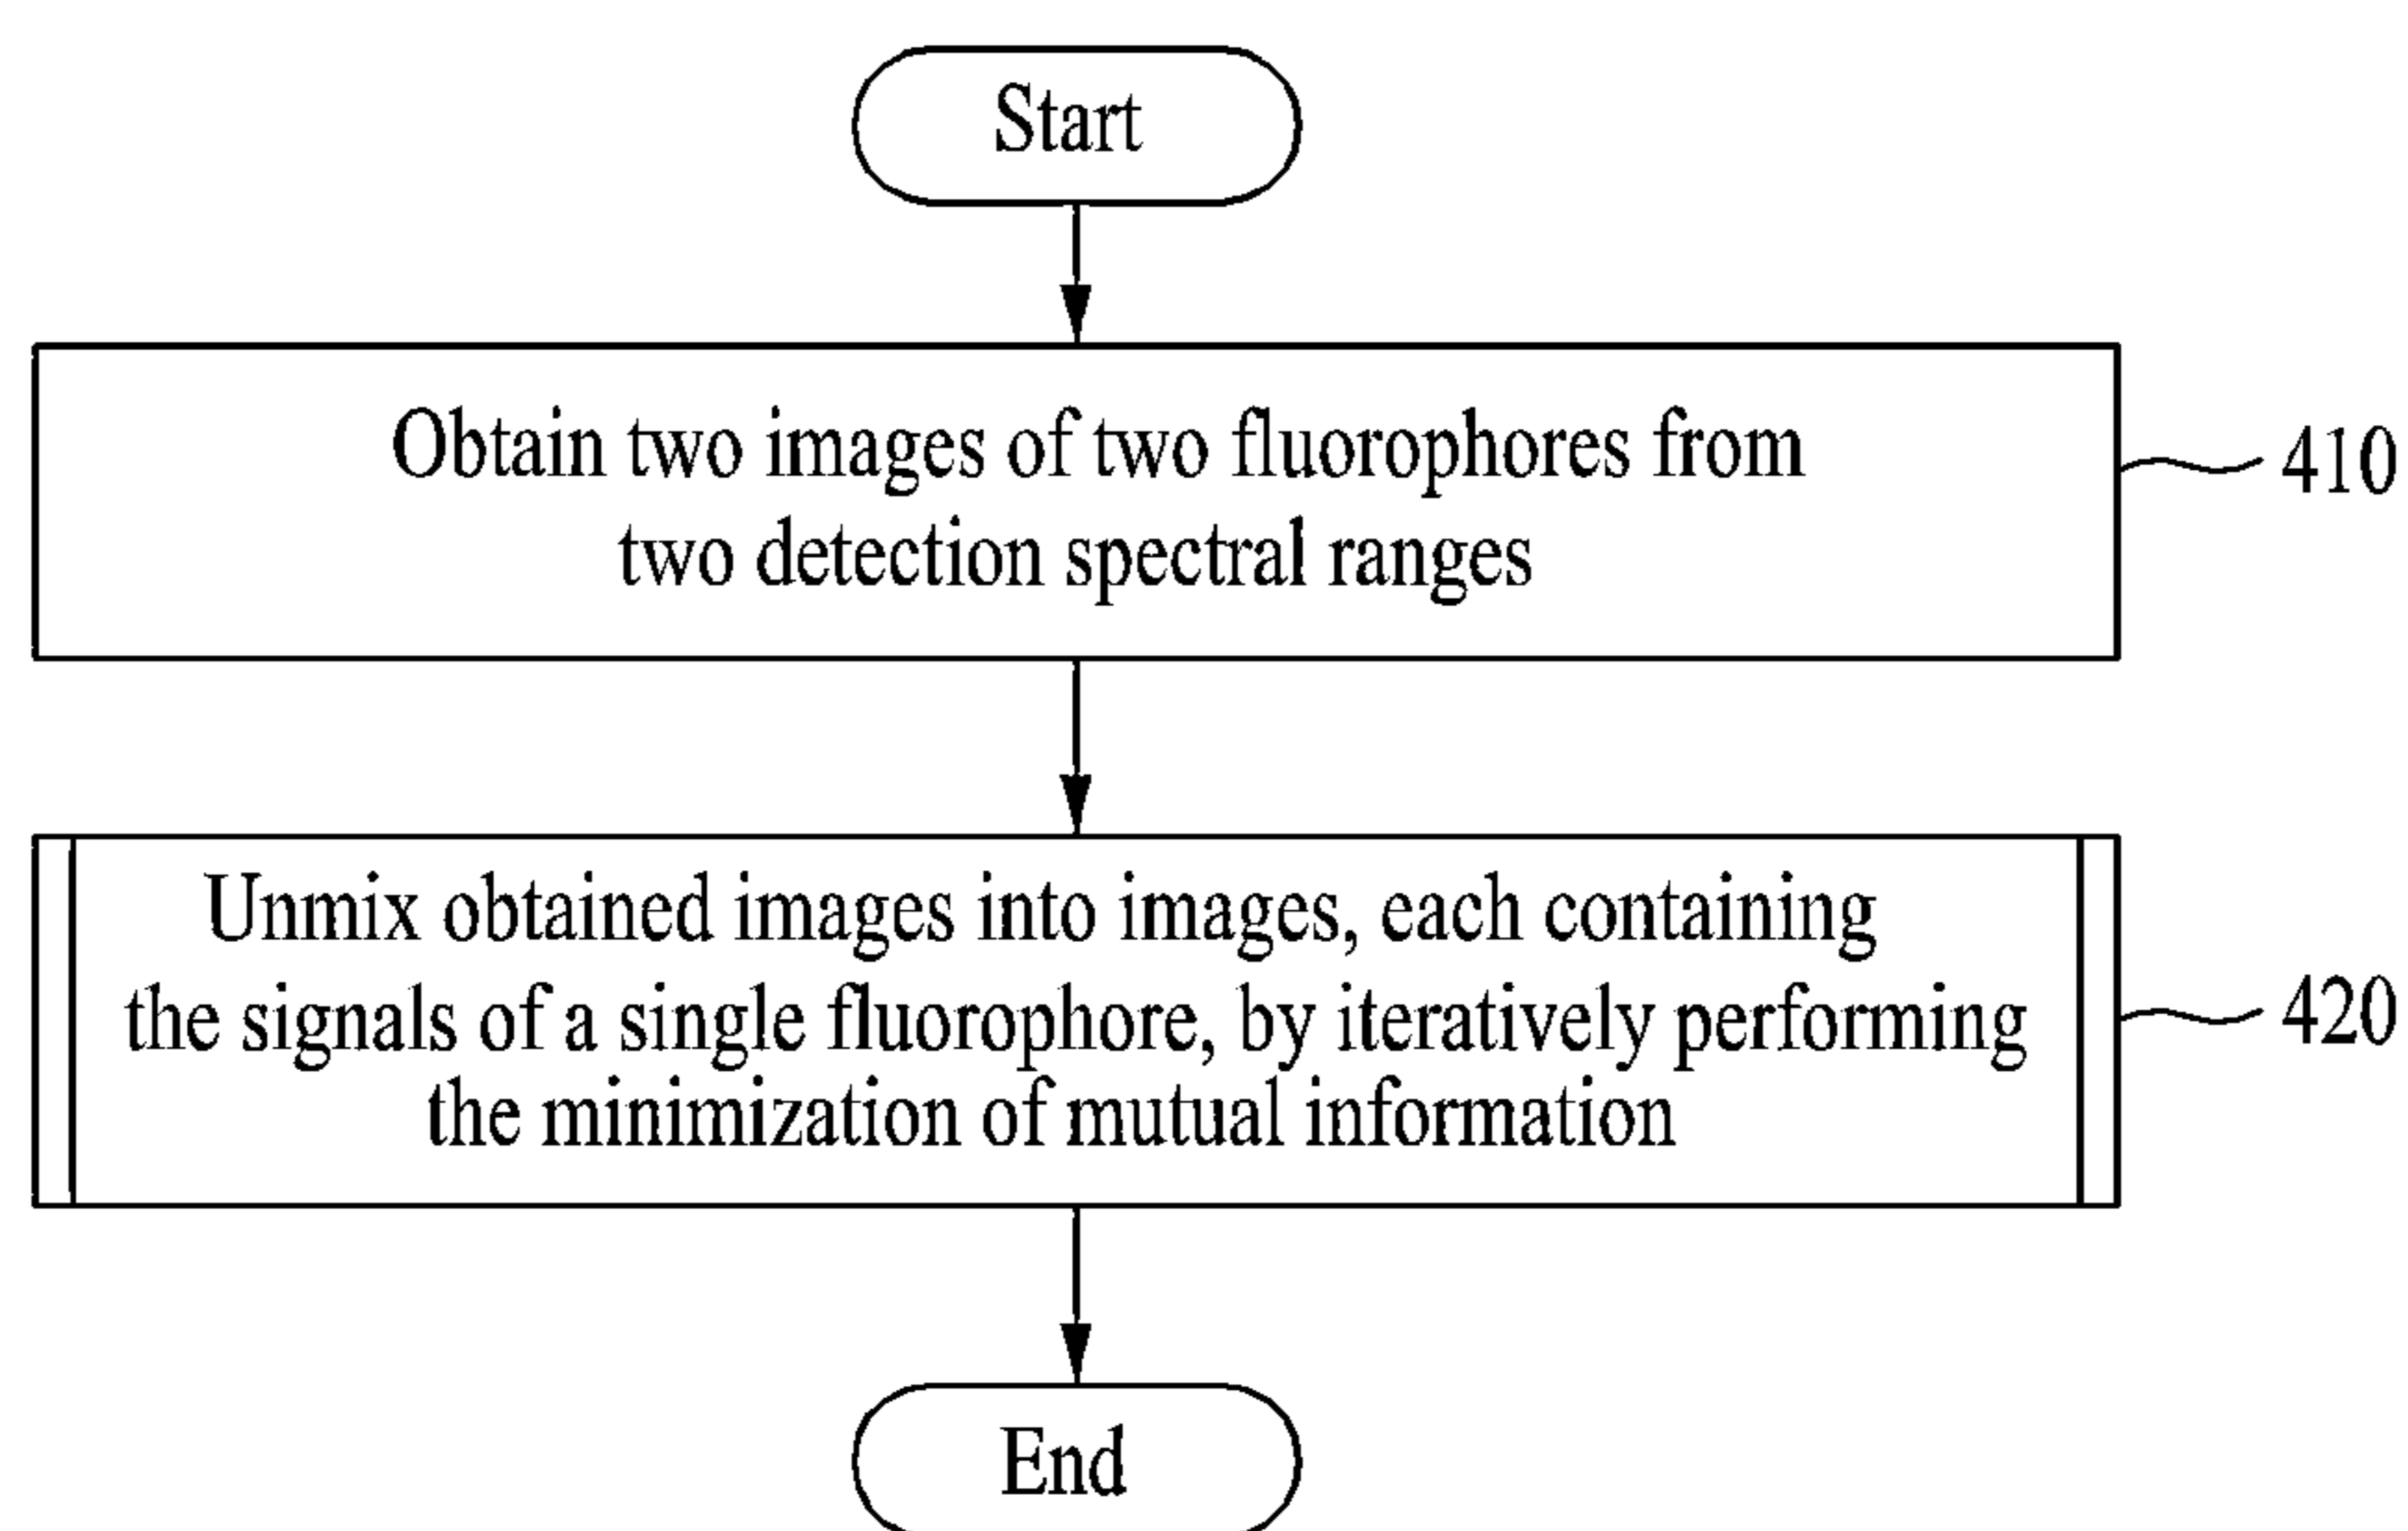 Start
Obtain two images of two fluorophores from
two detection spectral ranges
410
Unmix obtained images into images, each containing
the signals of a single fluorophore, by iteratively performing
the minimization of mutual information
420
End